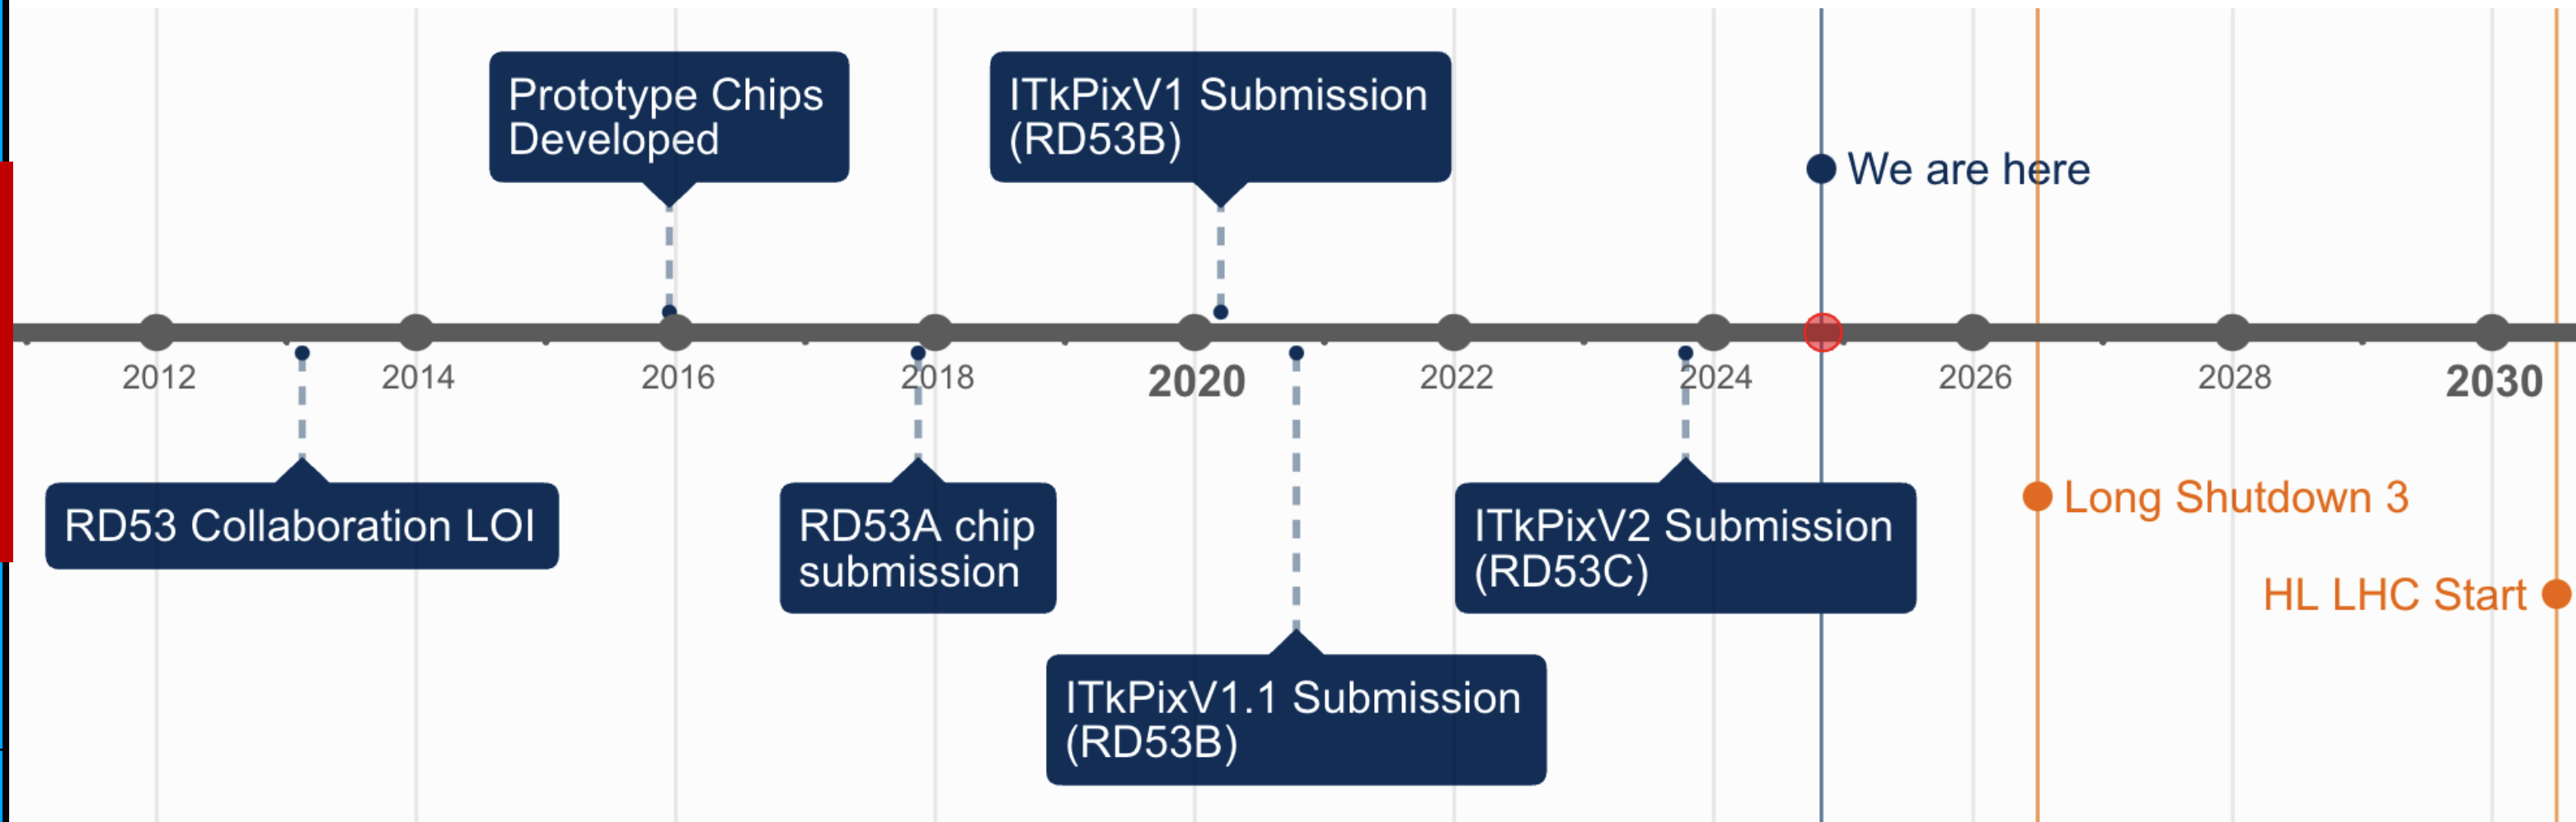 Prototype Chips
Developed
ITkPixV1 Submission
(RD53B)
We are here
2012
2014
2016
2018
2020
2022
2024
2026
2028
2030
RD53 Collaboration LOI
RD53A chip
submission
ITkPixV2 Submission
(RD53C)
Long Shutdown 3
HL LHC Start
ITkPixV1.1 Submission
(RD53B)